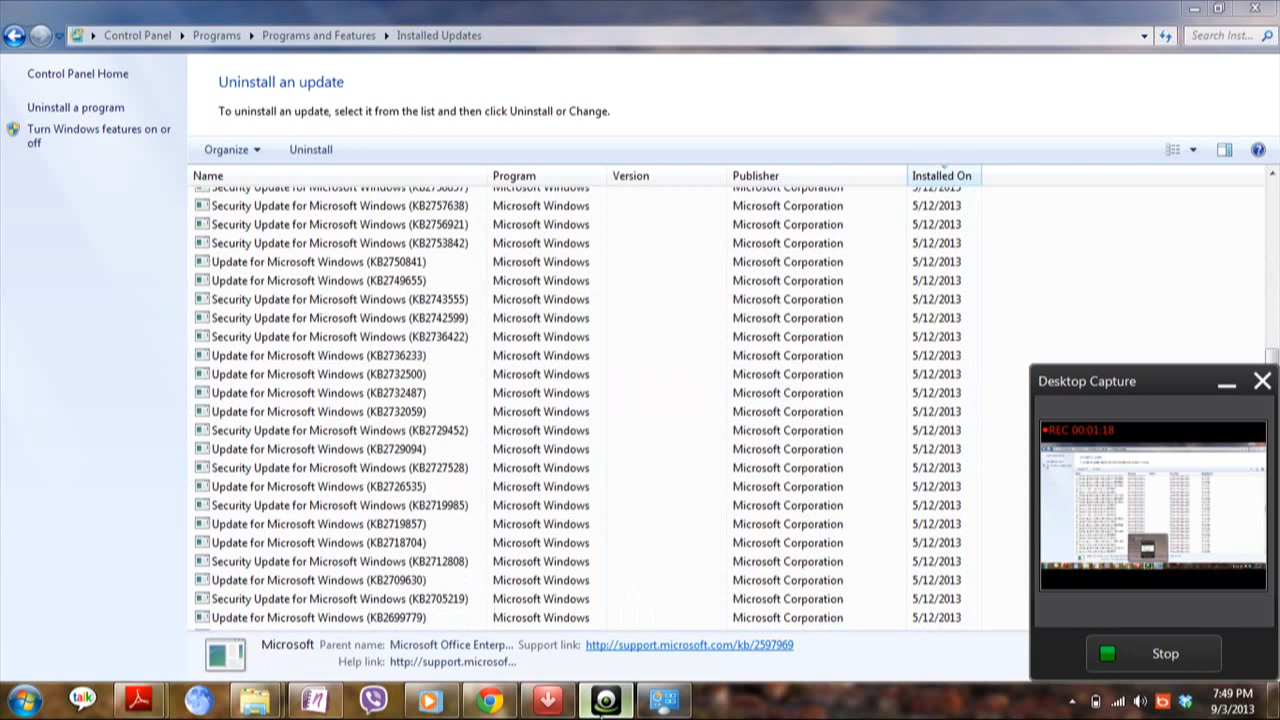 Control Panel Programs Programs and Features Installed Updates Search Inst...
Control Panel Home
Uninstall a program
Turn Windows features on or
off
Uninstall an update
To uninstall an update, select it from the list and then click Uninstall or Change.
Organize Uninstall
Name Program Version Publisher Installed On
Microsoft Windows Microsoft Corporation 5/12/2013
Security Update for Microsoft Windows (KB2757638) Microsoft Windows Microsoft Corporation 5/12/2013
Security Update for Microsoft Windows (KB2756921) Microsoft Windows Microsoft Corporation 5/12/2013
Security Update for Microsoft Windows (KB2753842) Microsoft Windows Microsoft Corporation 5/12/2013
Update for Microsoft Windows (KB2750841) Microsoft Windows Microsoft Corporation 5/12/2013
Update for Microsoft Windows (KB2749655) Microsoft Windows Microsoft Corporation 5/12/2013
Security Update for Microsoft Windows (KB2743555) Microsoft Windows Microsoft Corporation 5/12/2013
Security Update for Microsoft Windows (KB2742599) Microsoft Windows Microsoft Corporation 5/12/2013
Security Update for Microsoft Windows (KB2736422) Microsoft Windows Microsoft Corporation 5/12/2013
Update for Microsoft Windows (KB2736233) Microsoft Windows Microsoft Corporation 5/12/2013
Update for Microsoft Windows (KB2732500) Microsoft Windows Microsoft Corporation 5/12/2013
Update for Microsoft Windows (KB2732487) Microsoft Windows Microsoft Corporation 5/12/2013
Update for Microsoft Windows (KB2732059) Microsoft Windows Microsoft Corporation 5/12/2013
Security Update for Microsoft Windows (KB2729452) Microsoft Windows Microsoft Corporation 5/12/2013
Update for Microsoft Windows (KB2729094) Microsoft Windows Microsoft Corporation 5/12/2013
Security Update for Microsoft Windows (KB2727528) Microsoft Windows Microsoft Corporation 5/12/2013
Update for Microsoft Windows (KB2726535) Microsoft Windows Microsoft Corporation 5/12/2013
Security Update for Microsoft Windows (KB2719985) Microsoft Windows Microsoft Corporation 5/12/2013
Update for Microsoft Windows (KB2719857) Microsoft Windows Microsoft Corporation 5/12/2013
Update for Microsoft Windows (KB2718704) Microsoft Windows Microsoft Corporation 5/12/2013
Security Update for Microsoft Windows (KB2712808) Microsoft Windows Microsoft Corporation 5/12/2013
Update for Microsoft Windows (KB2709630) Microsoft Windows Microsoft Corporation 5/12/2013
Security Update for Microsoft Windows (KB2705219) Microsoft Windows Microsoft Corporation 5/12/2013
Update for Microsoft Windows (KB2699779) Microsoft Windows Microsoft Corporation 5/12/2013
Microsoft Parent name: Microsoft Office Enterp... Support link: http://support.microsoft.com/kb/2597969
Help link: http://support.microsof...
Desktop Capture
REC 00:01:18
Stop
talk
7:49 PM
9/3/2013